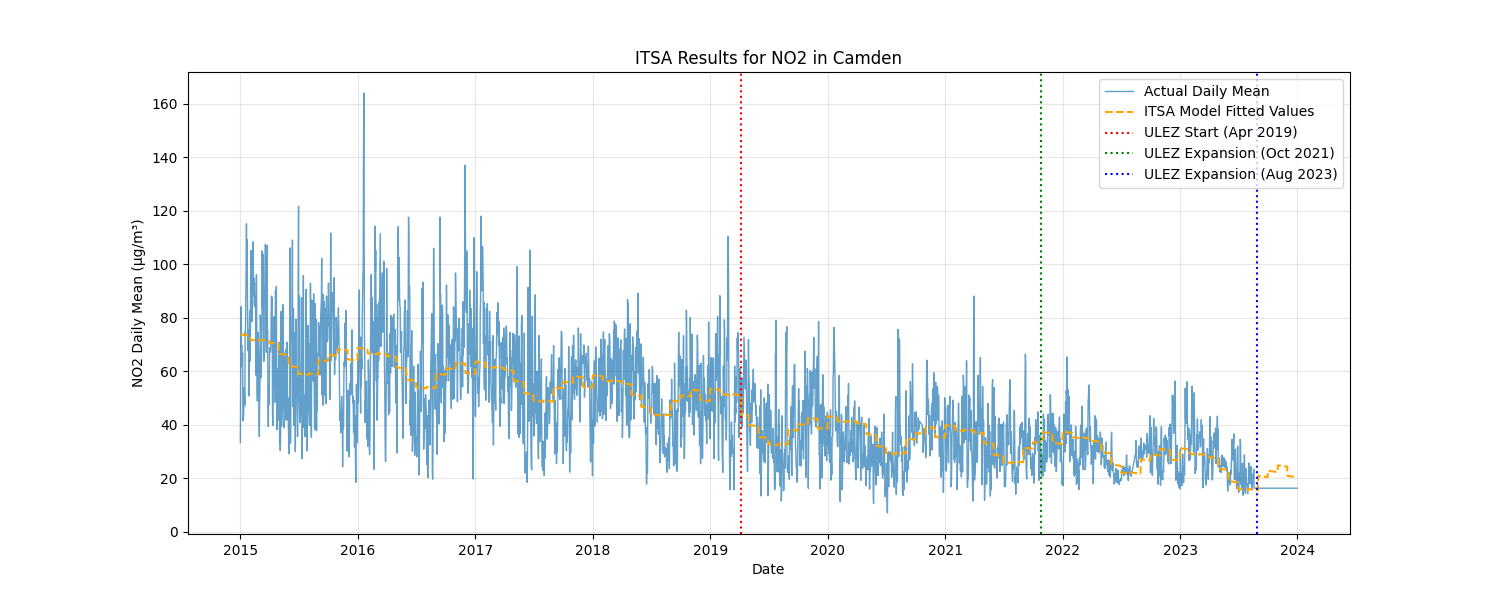 ITSA Results for NO2 in Camden
Actual Daily Mean
ITSA Model Fitted Values
ULEZ Start (Apr 2019)
ULEZ Expansion (Oct 2021)
ULEZ Expansion (Aug 2023)
NO2 Daily Mean (µg/m³)
160
140
120
100
80
60
40
20
0
2015 2016 2017 2018 2019 2020 2021 2022 2023 2024
Date